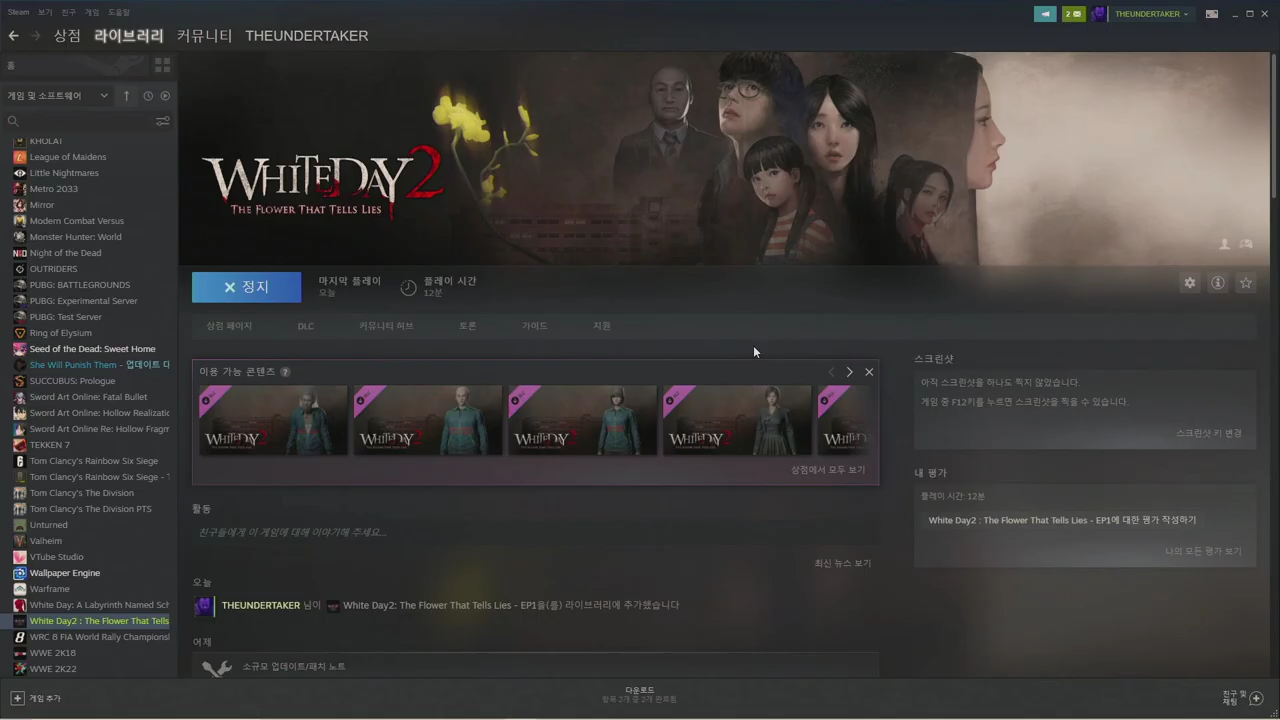 Steam 보기 친구 게임 도움말
2
THEUNDERTAKER
상점 라이브러리 커뮤니티 THEUNDERTAKER
홈
게임 및 소프트웨어
KHOLAT
League of Maidens
Little Nightmares
Metro 2033
Mirror
Modern Combat Versus
Monster Hunter: World
Night of the Dead
OUTRIDERS
PUBG: BATTLEGROUNDS
PUBG: Experimental Server
PUBG: Test Server
Ring of Elysium
Seed of the Dead: Sweet Home
She Will Punish Them - 업데이트 대
SUCCUBUS: Prologue
Sword Art Online: Fatal Bullet
Sword Art Online: Hollow Realizatio
Sword Art Online Re: Hollow Fragm
TEKKEN 7
Tom Clancy's Rainbow Six Siege
Tom Clancy's Rainbow Six Siege - T
Tom Clancy's The Division
Tom Clancy's The Division PTS
Unturned
Valheim
VTube Studio
Wallpaper Engine
Warframe
White Day: A Labyrinth Named Sch
White Day2 : The Flower That Tells
WRC 8 FIA World Rally Championsl
WWE 2K18
WWE 2K22
게임 추가
WHITEDAY2
THE FLOWER THAT TELLS LIES
정지
마지막 플레이
오늘
플레이 시간
12분
상점 페이지 DLC 커뮤니티 허브 토론 가이드 지원
이용 가능 콘텐츠 ?
WHITEDAY2 WHITEDAY2 WHITEDAY2 WHITEDAY2 WHITED
상점에서 모두 보기
활동
친구들에게 이 게임에 대해 이야기해 주세요...
최신 뉴스 보기
오늘
THEUNDERTAKER 님이 White Day2: The Flower That Tells Lies - EP1을(를) 라이브러리에 추가했습니다
어제
소규모 업데이트/패치 노트
스크린샷
아직 스크린샷을 하나도 찍지 않았습니다.
게임 중 F12키를 누르면 스크린샷을 찍을 수 있습니다.
스크린샷 키 변경
내 평가
플레이 시간: 12분
White Day2 : The Flower That Tells Lies - EP1에 대한 평가 작성하기
나의 모든 평가 보기
다운로드
항목 2개 중 2개 완료됨
친구 및
채팅